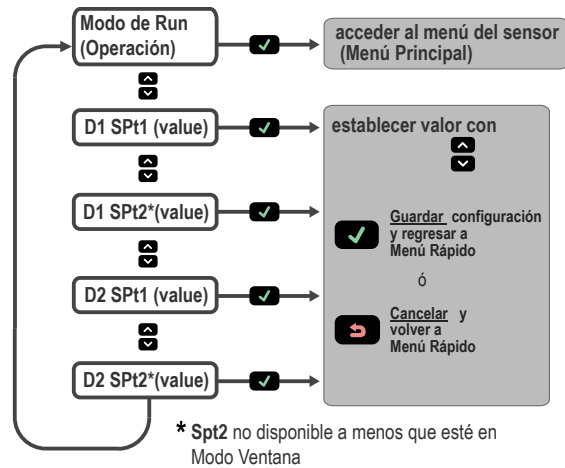 Modo de Run
(Operación)
acceder al menú del sensor
(Menú Principal)
D1 SPt1 (value)
establecer valor con
D1 SPt2*(value)
Guardar configuración
y regresar a
Menú Rápido
ó
D2 SPt1 (value)
Cancelar y
volver a
Menú Rápido
D2 SPt2*(value)
* Spt2 no disponible a menos que esté en
Modo Ventana